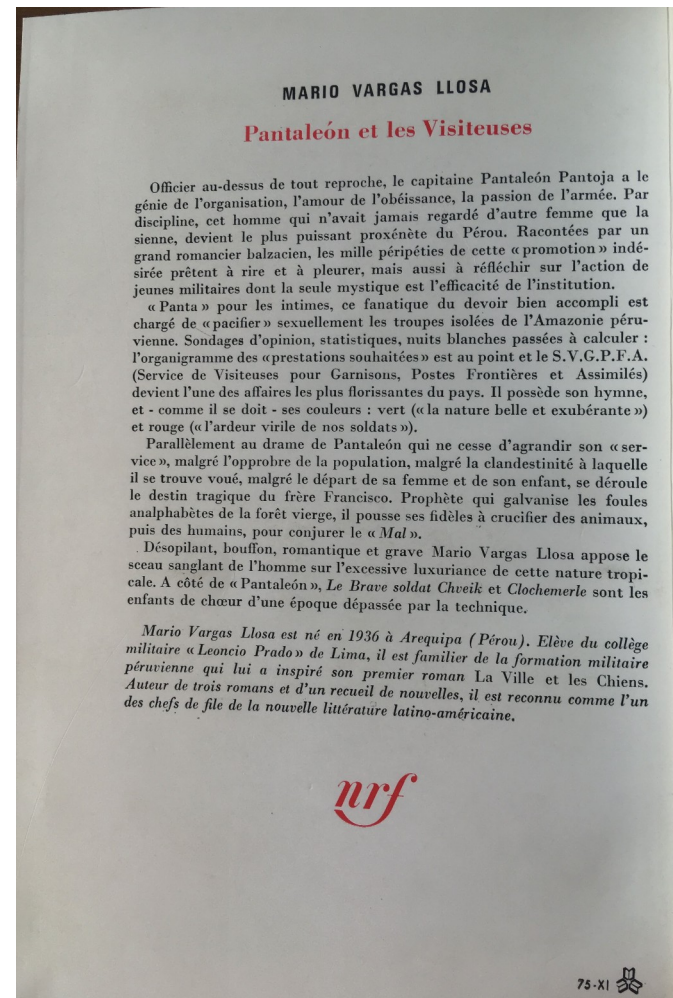 MARIO VARGAS LLOSA
Pantaleón et les Visiteuses
Officier au-dessus de tout reproche, le capitaine Pantaleón Pantoja a le
génie de l'organisation, l'amour de l'obéissance, la passion de l'armée. Par
discipline, cet homme qui n'avait jamais regardé d'autre femme que la
sienne, devient le plus puissant proxénète du Pérou. Racontées par un
grand romancier balzacien, les mille péripéties de cette « promotion » indé-
sirée prêtent à rire et à pleurer, mais aussi à réfléchir sur l'action de
jeunes militaires dont la seule mystique est l'efficacité de l'institution.
« Panta » pour les intimes, ce fanatique du devoir bien accompli est
chargé de « pacifier » sexuellement les troupes isolées de l'Amazonie péru-
vienne. Sondages d'opinion, statistiques, nuits blanches passées à calculer :
l'organigramme des «prestations souhaitées» est au point et le S.V.G.P.F.A.
(Service de Visiteuses pour Garnisons, Postes Frontières et Assimilés)
devient l'une des affaires les plus florissantes du pays. Il possède son hymne,
et - comme il se doit - ses couleurs : vert (« la nature belle et exubérante »)
et rouge (« l'ardeur virile de nos soldats »).
Parallèlement au drame de Pantaleón qui ne cesse d'agrandir son « ser-
vice », malgré l'opprobre de la population, malgré la clandestinité à laquelle
il se trouve voué, malgré le départ de sa femme et de son enfant, se déroule
le destin tragique du frère Francisco. Prophète qui galvanise les foules
analphabètes de la forêt vierge, il pousse ses fidèles à crucifier des animaux,
puis des humains, pour conjurer le « Mal ».
Désopilant, bouffon, romantique et grave Mario Vargas Llosa appose le
sceau sanglant de l'homme sur l'excessive luxuriance de cette nature tropi-
cale. A côté de « Pantaleón », Le Brave soldat Chveik et Clochemerle sont les
enfants de chœur d'une époque dépassée par la technique.
Mario Vargas Llosa est né en 1936 à Arequipa (Pérou). Elève du collège
militaire « Leoncio Prado » de Lima, il est familier de la formation militaire
péruvienne qui lui a inspiré son premier roman La Ville et les Chiens.
Auteur de trois romans et d'un recueil de nouvelles, il est reconnu comme l'un
des chefs de file de la nouvelle littérature latino-américaine.
nrf
75-XI